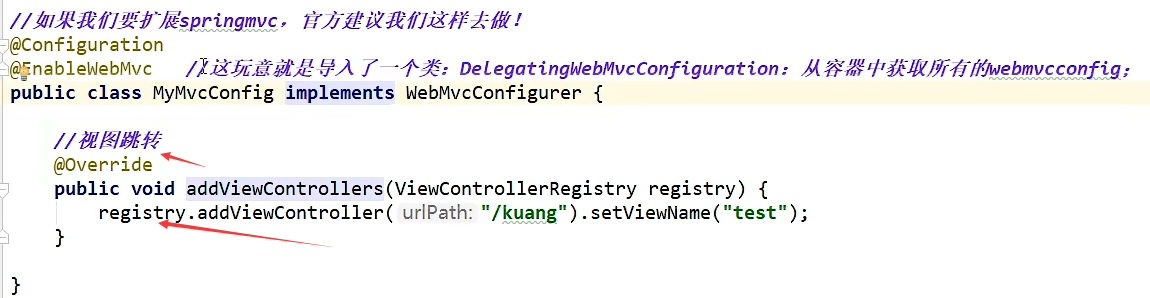 //如果我们要扩展springmvc，官方建议我们这样去做！
@Configuration
@EnableWebMvc //这玩意就是导入了一个类：DelegatingWebMvcConfiguration：从容器中获取所有的webmvcconfig；
public class MyMvcConfig implements WebMvcConfigurer {
//视图跳转
@Override
public void addViewControllers(ViewControllerRegistry registry) {
registry.addViewController( urlPath: "/kuang").setViewName("test");
}
}